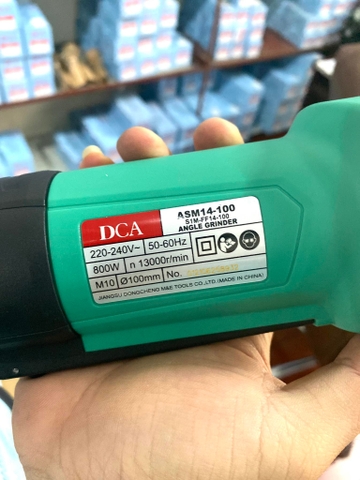 DCA
ASM14-100
S1M-FF14-100
ANGLE GRINDER
220-240V~ 50-60Hz
800W n 13000r/min
M10 Ø100mm No.
JIANGSU DONGCHENG M&E TOOLS CO.,LTD. (MADE IN CHINA)